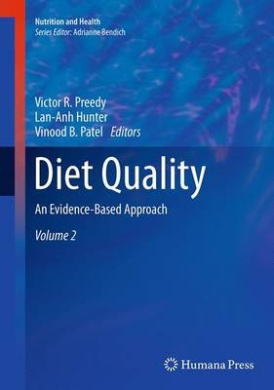 Nutrition and Health
Series Editor: Adrianne Bendich
Victor R. Preedy
Lan-Anh Hunter
Vinood B. Patel Editors
Diet Quality
An Evidence-Based Approach
Volume 2
Humana Press